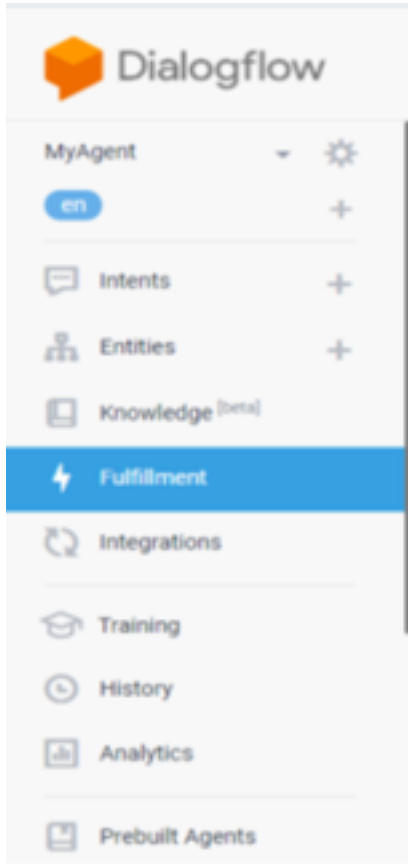 Dialogflow
MyAgent
en
Intents
Entities
Knowledge [beta]
Fulfillment
Integrations
Training
History
Analytics
Prebuilt Agents